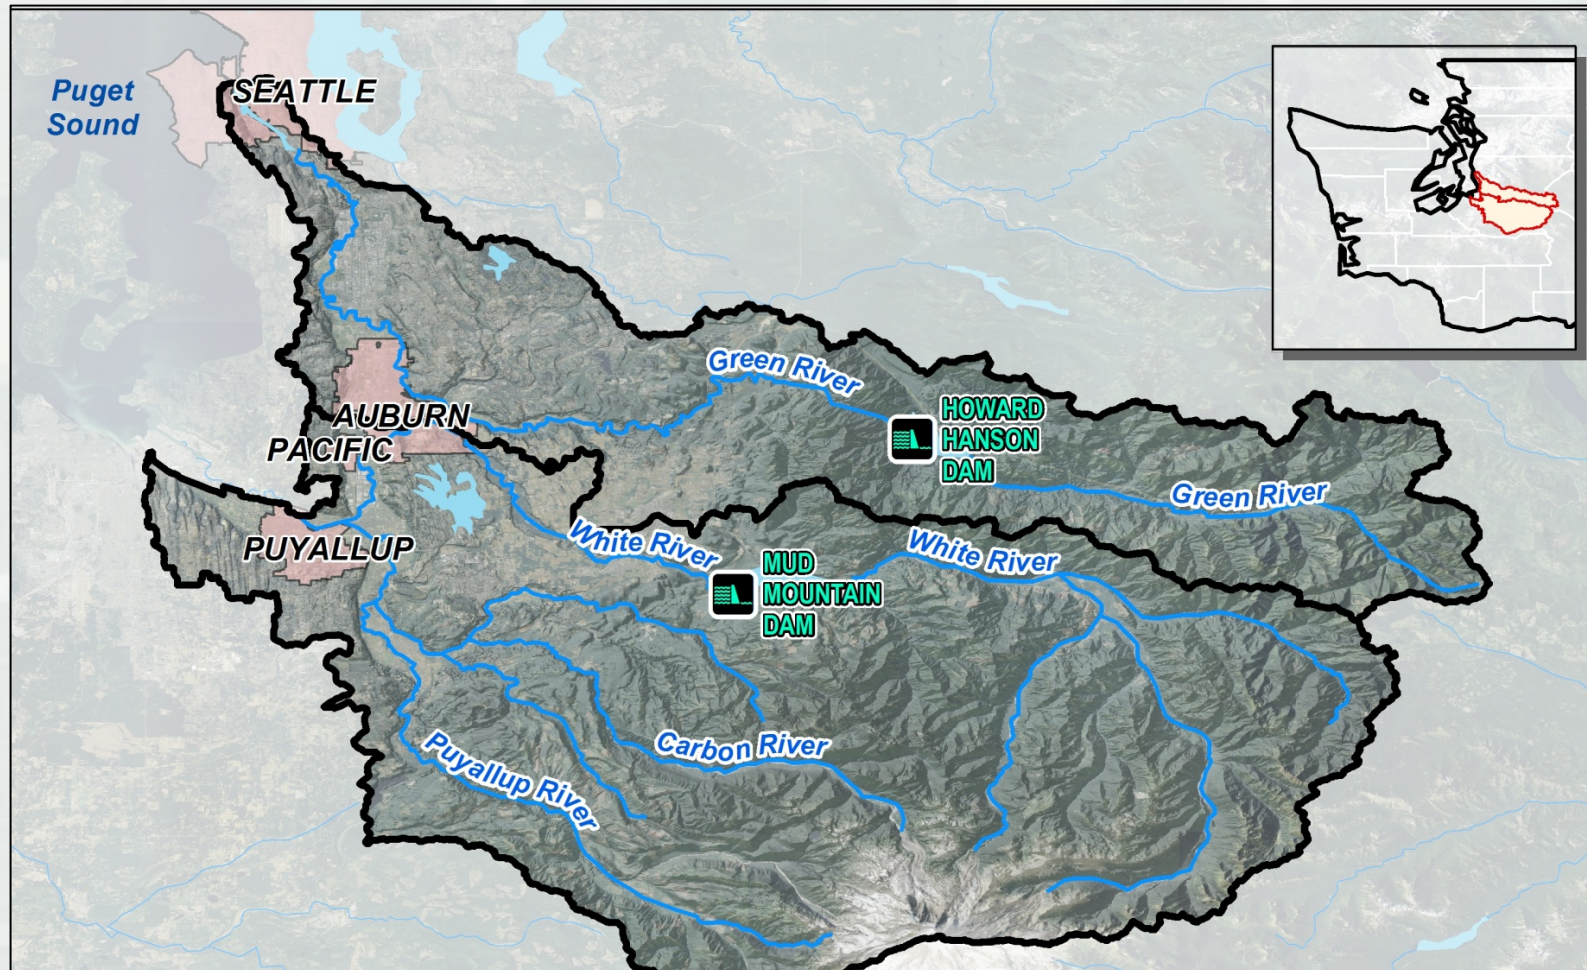 Puget
Sound
SEATTLE
Green River
AUBURN
PACIFIC
HOWARD
HANSON
DAM
Green River
PUYALLUP
White River
White River
MUD
MOUNTAIN
DAM
Carbon River
Puyallup River